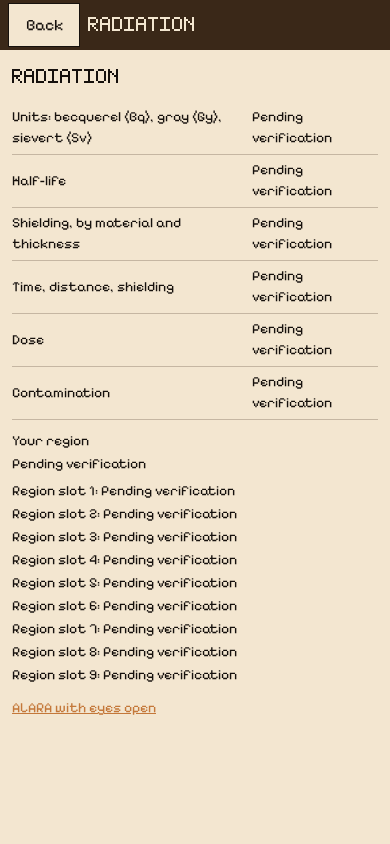 Back
RADIATION
RADIATION
Units: becquerel (Bq), gray (Gy), sievert (Sv)
Pending verification
Half-life
Pending verification
Shielding, by material and thickness
Pending verification
Time, distance, shielding
Pending verification
Dose
Pending verification
Contamination
Pending verification
Your region
Pending verification
Region slot 1: Pending verification
Region slot 2: Pending verification
Region slot 3: Pending verification
Region slot 4: Pending verification
Region slot 5: Pending verification
Region slot 6: Pending verification
Region slot 7: Pending verification
Region slot 8: Pending verification
Region slot 9: Pending verification
ALARA with eyes open